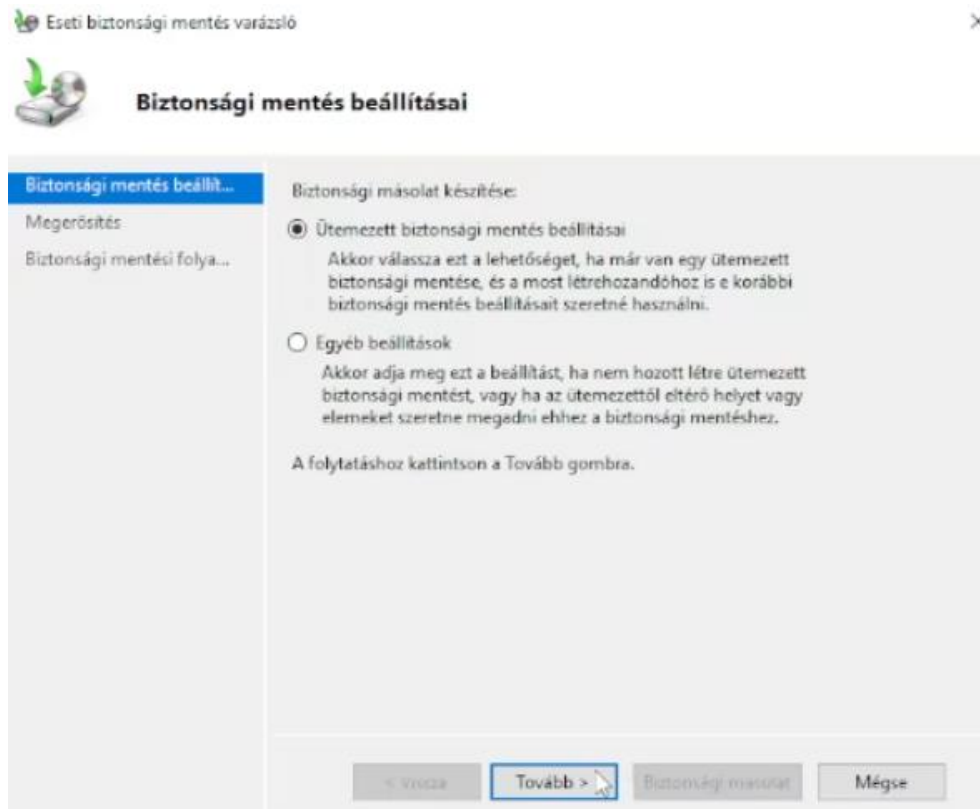 Eseti biztonsági mentés varázsló
Biztonsági mentés beállításai
Biztonsági mentés beállít...
Megerősítés
Biztonsági mentési folya...
Biztonsági másolat készítése:
Ütemezett biztonsági mentés beállításai
Akkor válassza ezt a lehetőséget, ha már van egy ütemezett
biztonsági mentése, és a most létrehozandóhoz is e korábbi
biztonsági mentés beállításait szeretné használni.
Egyéb beállítások
Akkor adja meg ezt a beállítást, ha nem hozott létre ütemezett
biztonsági mentést, vagy ha az ütemezettől eltérő helyet vagy
elemeket szeretne megadni ehhez a biztonsági mentéshez.
A folytatáshoz kattintson a Tovább gombra.
< Vissza
Tovább >
Biztonsági másolat
Mégse